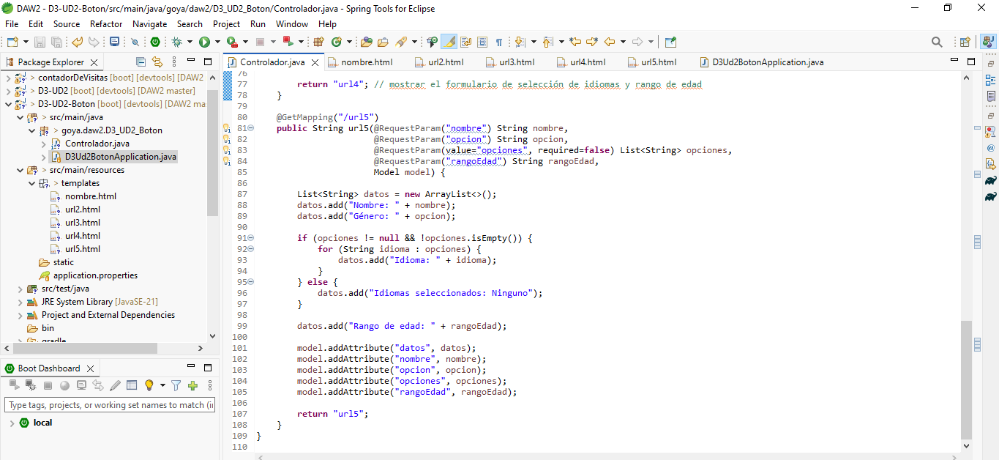 DAW2 - D3-UD2-Boton/src/main/java/goya/daw2/D3_UD2_Boton/Controlador.java - Spring Tools for Eclipse
File Edit Source Refactor Navigate Search Project Run Window Help
Package Explorer
Controlador.java nombre.html url2.html url3.html url4.html url5.html D3Ud2BotonApplication.java
> contadorDeVisitas [boot] [devtools] [DAW2
> D3-UD2 [boot] [devtools] [DAW2 master]
> D3-UD2-Boton [boot] [devtools] [DAW2 ma
> src/main/java
> goya.daw2.D3_UD2_Boton
Controlador.java
D3Ud2BotonApplication.java
> src/main/resources
> templates
nombre.html
url2.html
url3.html
url4.html
url5.html
static
application.properties
src/test/java
JRE System Library [JavaSE-21]
Project and External Dependencies
bin
gradle
Boot Dashboard
Type tags, projects, or working set names to match (i
local
76
77 return "url4"; // mostrar el formulario de selección de idiomas y rango de edad
78 }
79
80 @GetMapping("/url5")
81 public String url5(@RequestParam("nombre") String nombre,
82 @RequestParam("opcion") String opcion,
83 @RequestParam(value="opciones", required=false) List<String> opciones,
84 @RequestParam("rangoEdad") String rangoEdad,
85 Model model) {
86
87 List<String> datos = new ArrayList<>();
88 datos.add("Nombre: " + nombre);
89 datos.add("Género: " + opcion);
90
91 if (opciones != null && !opciones.isEmpty()) {
92 for (String idioma : opciones) {
93 datos.add("Idioma: " + idioma);
94 }
95 } else {
96 datos.add("Idiomas seleccionados: Ninguno");
97 }
98
99 datos.add("Rango de edad: " + rangoEdad);
100
101 model.addAttribute("datos", datos);
102 model.addAttribute("nombre", nombre);
103 model.addAttribute("opcion", opcion);
104 model.addAttribute("opciones", opciones);
105 model.addAttribute("rangoEdad", rangoEdad);
106
107 return "url5";
108 }
109 }
110